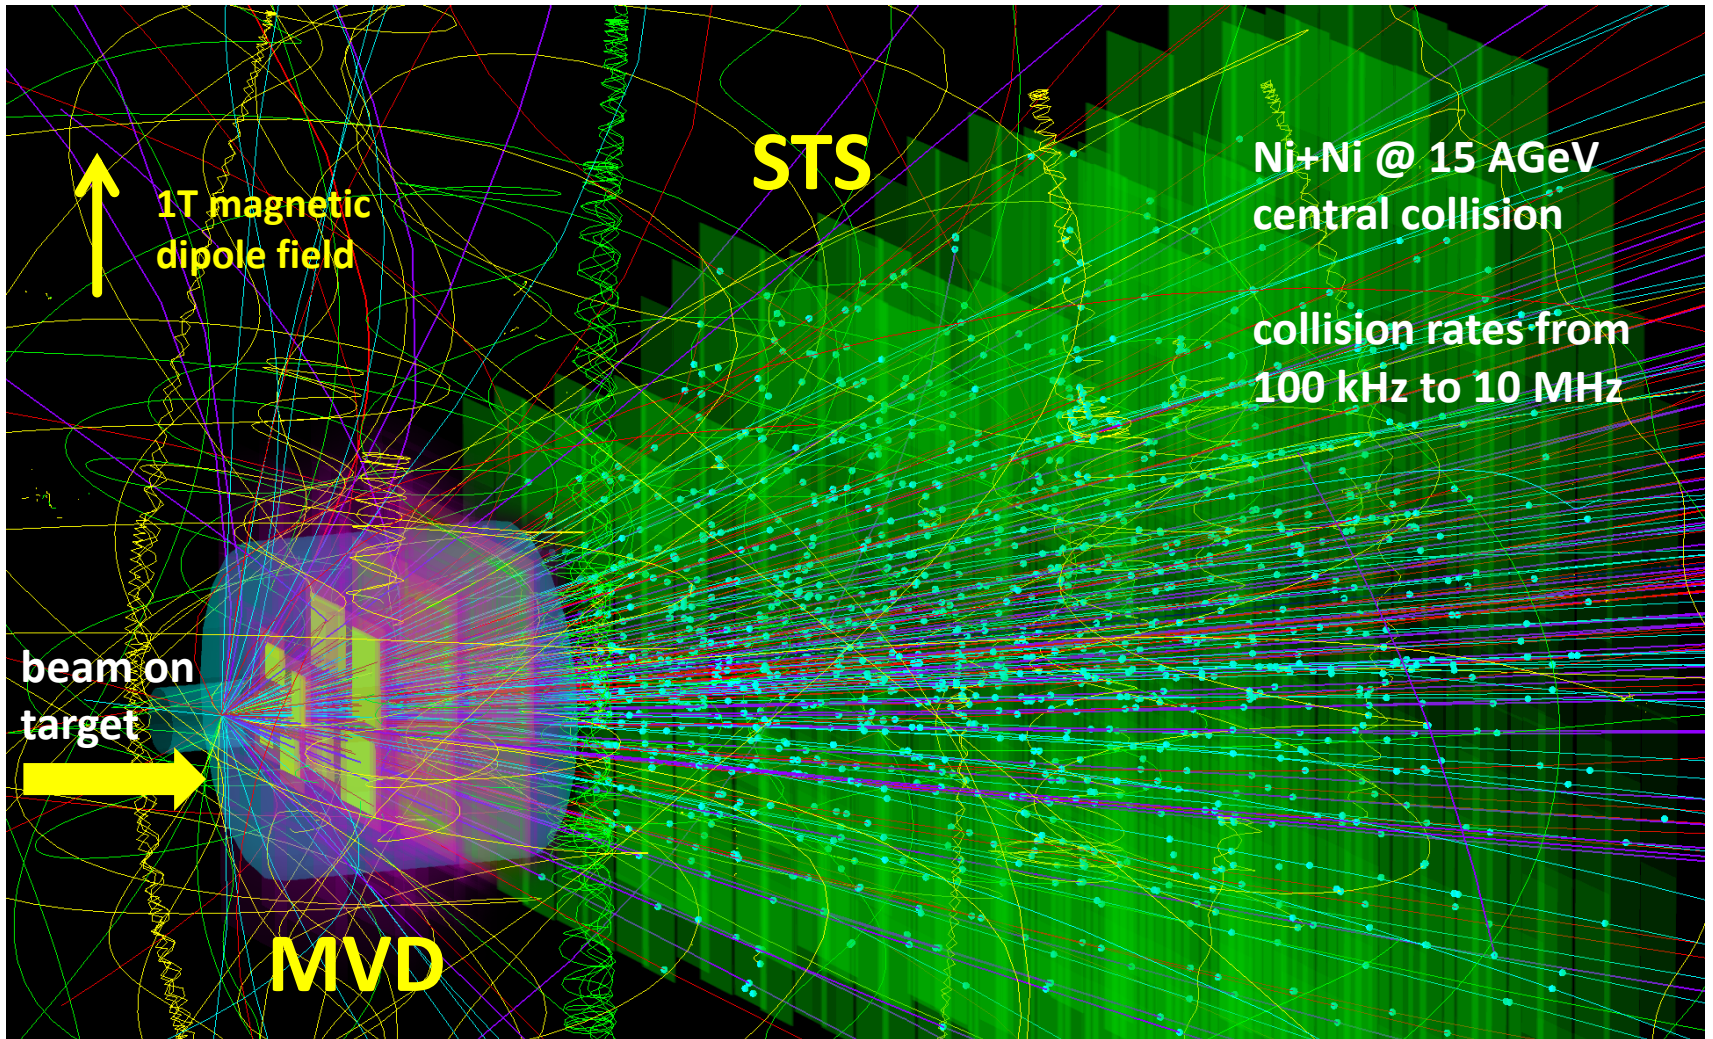 STS
Ni+Ni @ 15 AGeV
central collision
1T magnetic
dipole field
collision rates from
100 kHz to 10 MHz
beam on
target
MVD